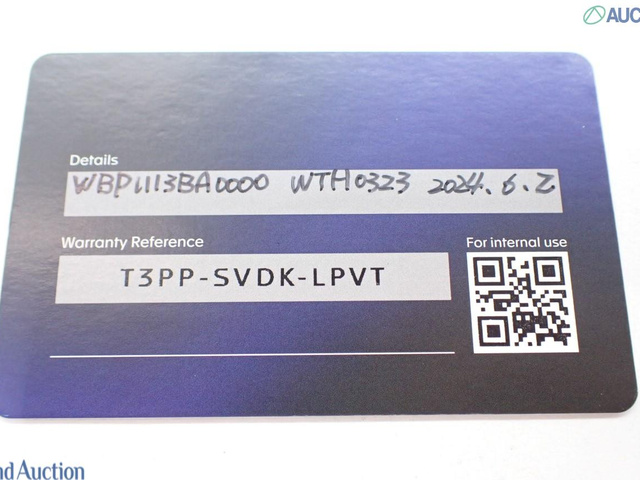 AUC
Details
WBP1113BA0000 WTH0323 2024.6.2
Warranty Reference
For internal use
T3PP-SVDK-LPVT
nd Auction